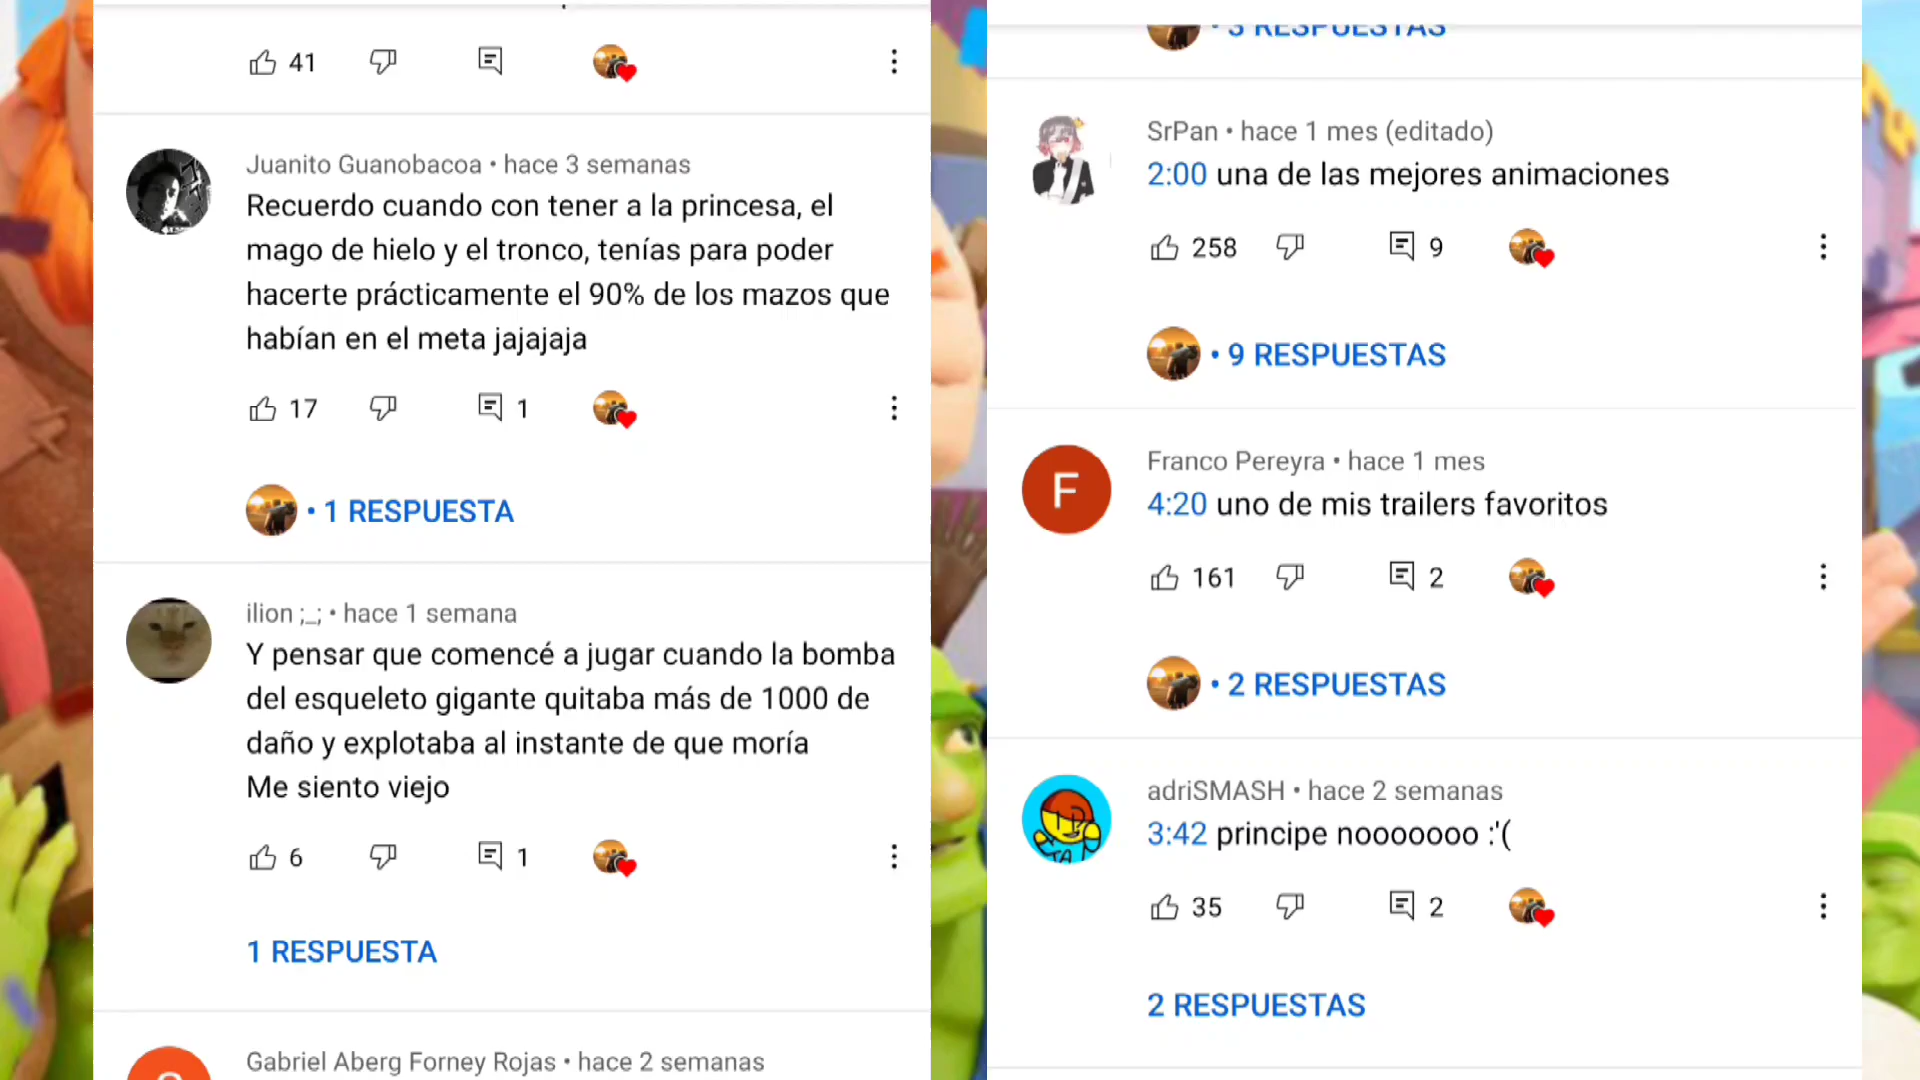 41
Juanito Guanobacoa • hace 3 semanas
Recuerdo cuando con tener a la princesa, el
mago de hielo y el tronco, tenías para poder
hacerte prácticamente el 90% de los mazos que
habían en el meta jajajaja
17 1
• 1 RESPUESTA
ilion ;_; • hace 1 semana
Y pensar que comencé a jugar cuando la bomba
del esqueleto gigante quitaba más de 1000 de
daño y explotaba al instante de que moría
Me siento viejo
6 1
1 RESPUESTA
Gabriel Aberg Forney Rojas • hace 2 semanas
• 3 RESPUESTAS
SrPan • hace 1 mes (editado)
2:00 una de las mejores animaciones
258 9
• 9 RESPUESTAS
F
Franco Pereyra • hace 1 mes
4:20 uno de mis trailers favoritos
161 2
• 2 RESPUESTAS
adriSMASH • hace 2 semanas
3:42 principe nooooooo :'(
35 2
2 RESPUESTAS